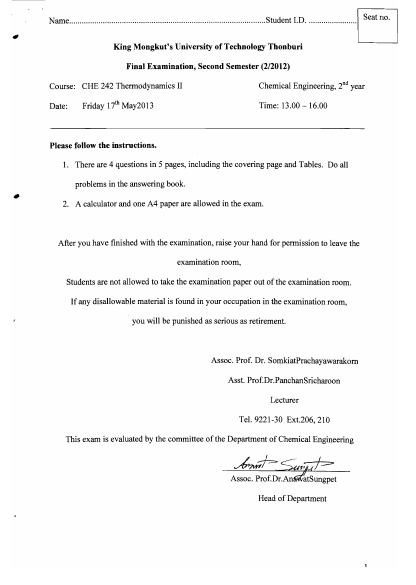 Name..........................................................................Student I.D. ..................
Seat no.
King Mongkut's University of Technology Thonburi
Final Examination, Second Semester (2/2012)
Course: CHE 242 Thermodynamics II
Chemical Engineering, 2nd year
Date: Friday 17th May2013
Time: 13.00 – 16.00
Please follow the instructions.
1. There are 4 questions in 5 pages, including the covering page and Tables. Do all
problems in the answering book.
2. A calculator and one A4 paper are allowed in the exam.
After you have finished with the examination, raise your hand for permission to leave the
examination room,
Students are not allowed to take the examination paper out of the examination room.
If any disallowable material is found in your occupation in the examination room,
you will be punished as serious as retirement.
Assoc. Prof. Dr. SomkiatPrachayawarakorn
Asst. Prof.Dr.PanchanSricharoon
Lecturer
Tel. 9221-30 Ext.206, 210
This exam is evaluated by the committee of the Department of Chemical Engineering
Anawat Sungpet
Assoc. Prof.Dr.AnawatSungpet
Head of Department
1